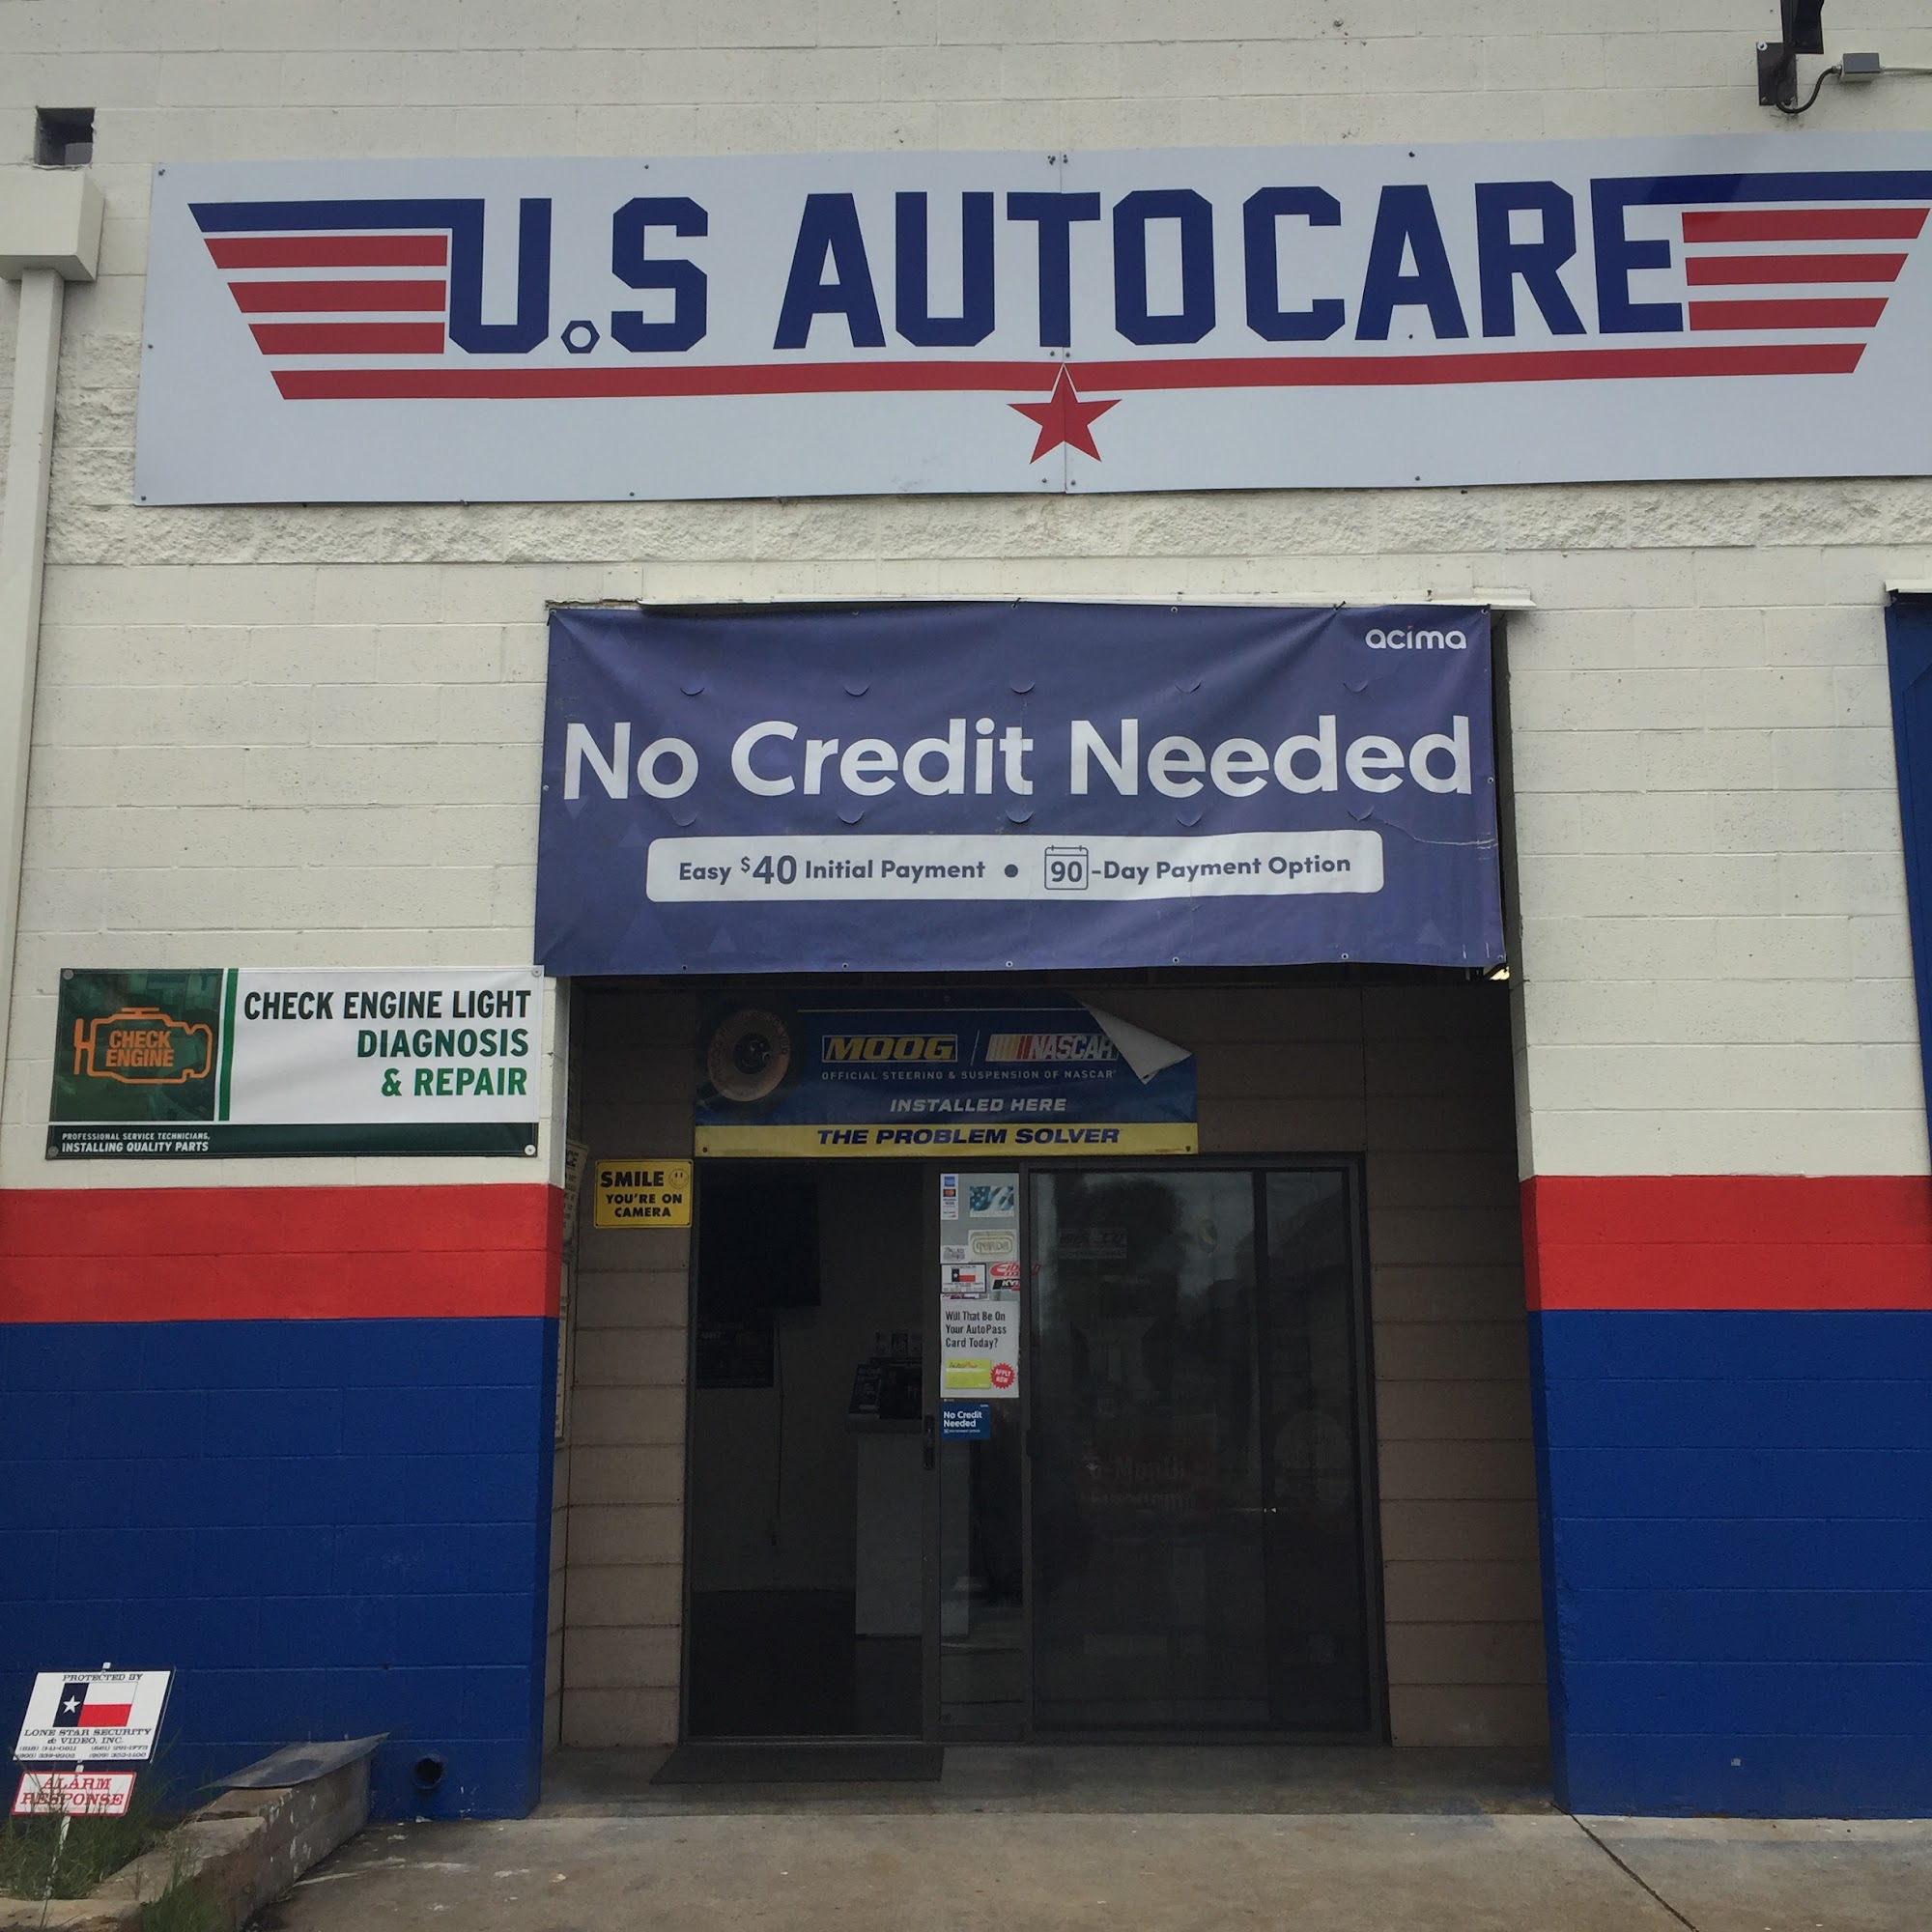 U.S AUTOCARE
acima
No Credit Needed
Easy $40 Initial Payment • 90-Day Payment Option
CHECK ENGINE
CHECK ENGINE LIGHT
DIAGNOSIS
& REPAIR
PROFESSIONAL SERVICE TECHNICIANS,
INSTALLING QUALITY PARTS
MOOG | NASCAR
OFFICIAL STEERING & SUSPENSION OF NASCAR
INSTALLED HERE
THE PROBLEM SOLVER
SMILE
YOU'RE ON
CAMERA
Will That Be On
Your AutoPass
Card Today?
APPLY NOW
No Credit
Needed
PROTECTED BY
LONE STAR SECURITY
& VIDEO, INC.
ALARM
RESPONSE